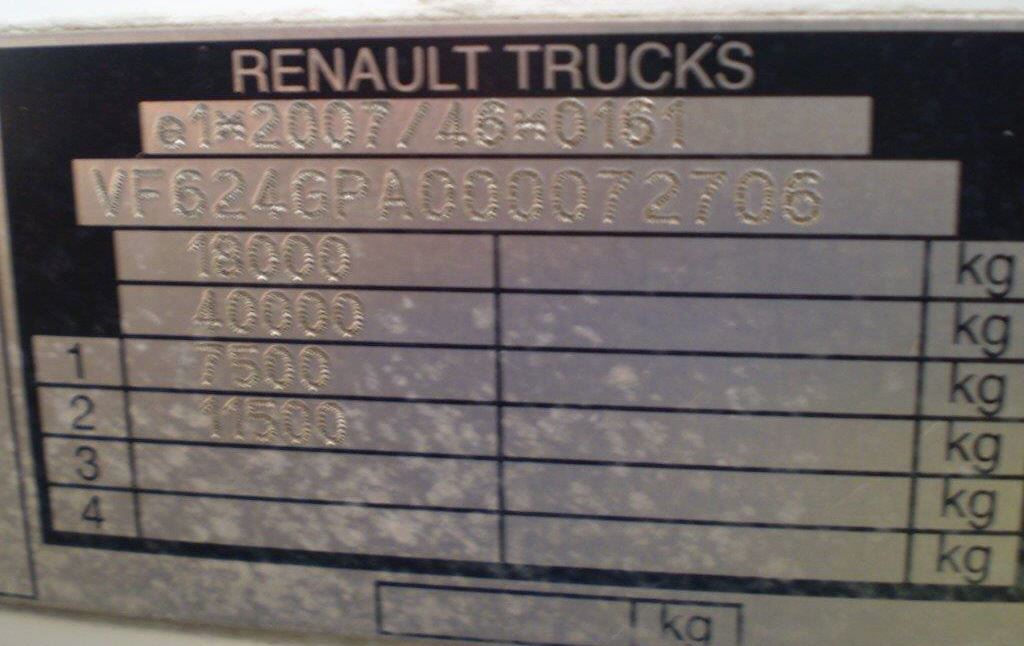 RENAULT TRUCKS
e1*2007/46*0161
VF624GPA000072706
18000 kg
40000 kg
1 7500 kg
2 11500 kg
3 kg
4 kg
kg